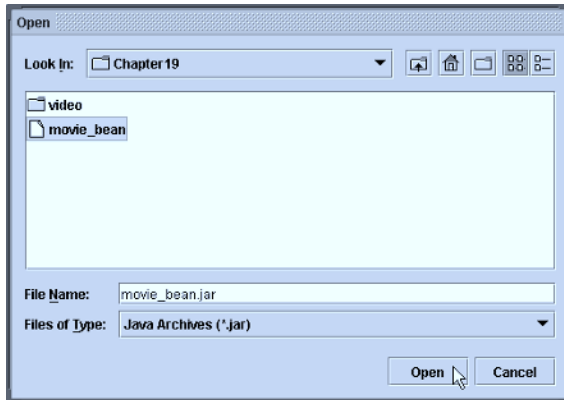 Open
Look In: Chapter19
video
movie_bean
File Name: movie_bean.jar
Files of Type: Java Archives (*.jar)
Open Cancel